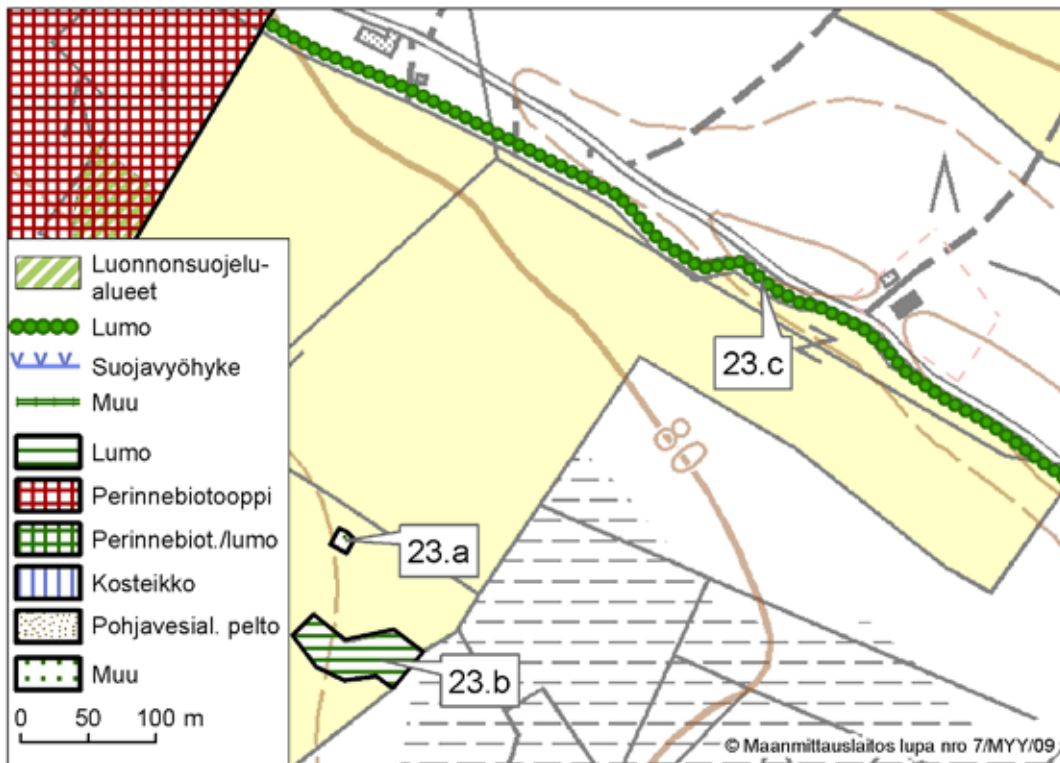 Luonnonsuojelu-
alueet
Lumo
Suojavyöhyke
Muu
Lumo
Perinnebiotooppi
Perinnebiot./lumo
Kosteikko
Pohjavesial. pelto
Muu
0 50 100 m
23.c
23.a
23.b
© Maanmittauslaitos lupa nro 7/MYY/09